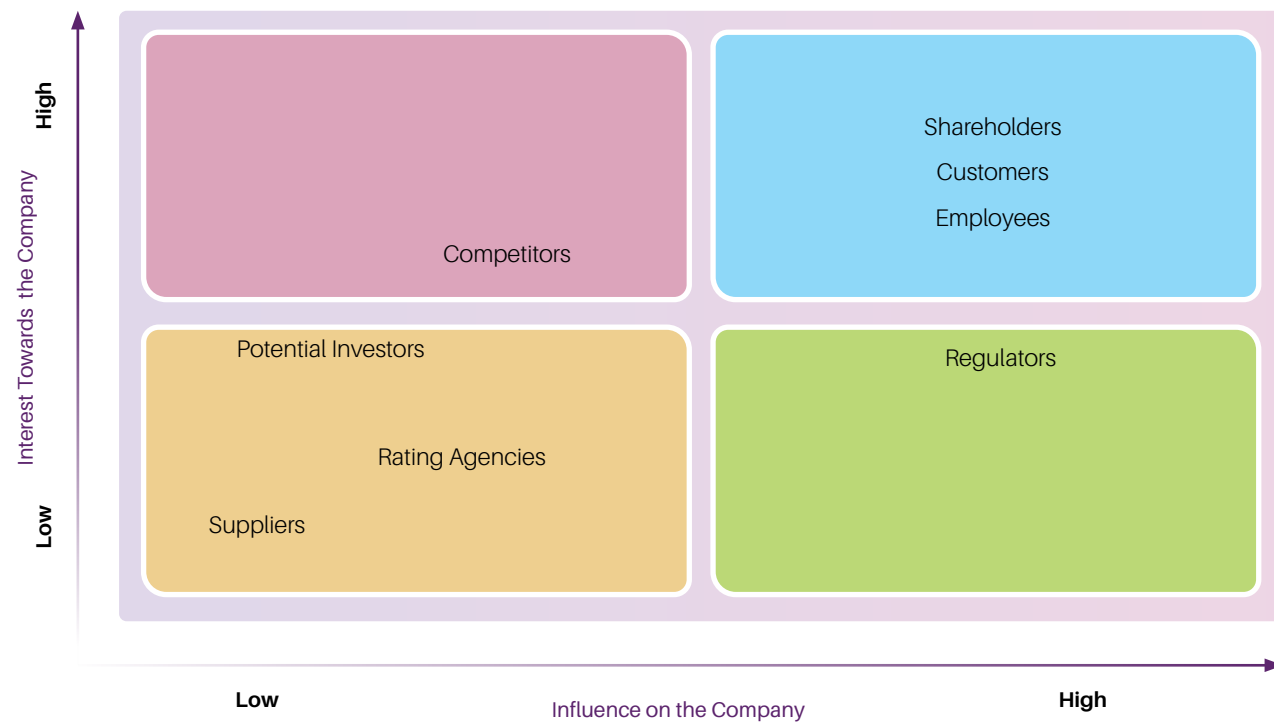 High
Interest Towards the Company
Low
Shareholders
Customers
Employees
Competitors
Potential Investors
Regulators
Rating Agencies
Suppliers
Low
Influence on the Company
High